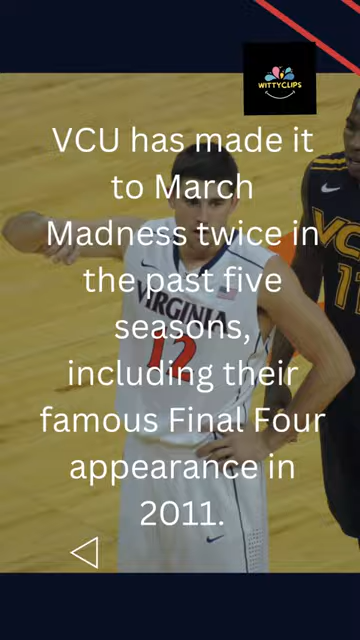 WITTYCLIPS
VCU has made it
to March
Madness twice in
the past five
seasons,
including their
famous Final Four
appearance in
2011.
VIRGINIA
12
VC
11